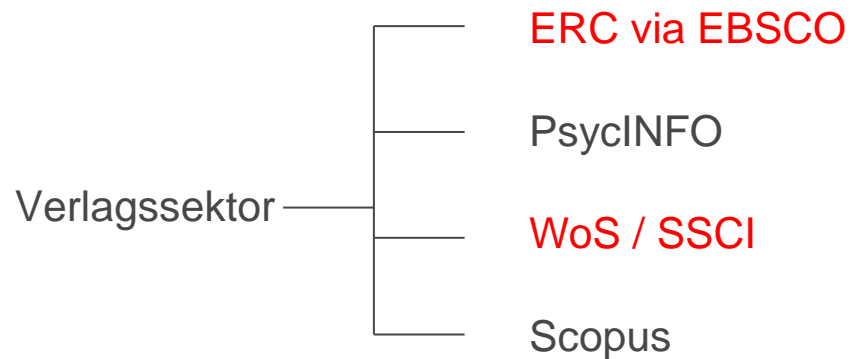 ERC via EBSCO
PsycINFO
Verlagssektor
WoS / SSCI
Scopus